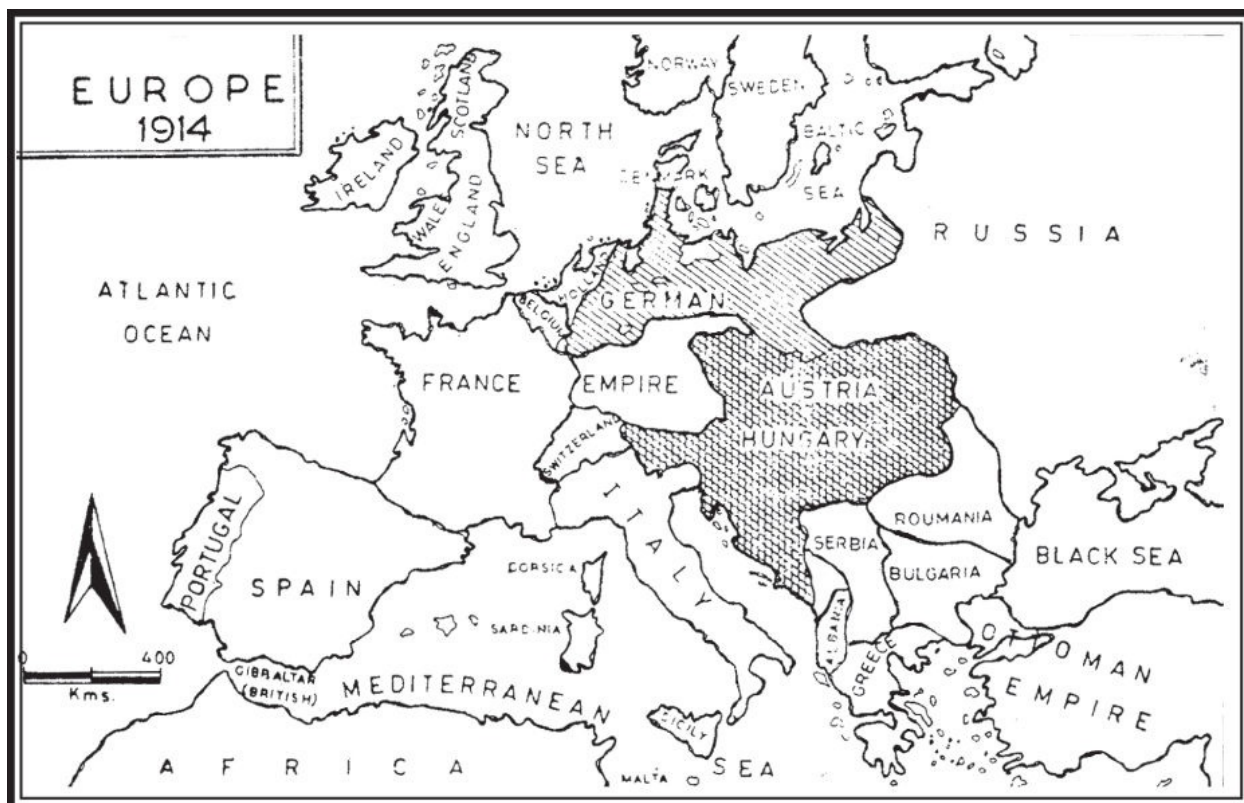 EUROPE
1914
NORWAY
SWEDEN
SCOTLAND
NORTH
SEA
BALTIC
SEA
DENMARK
IRELAND
WALES
ENGLAND
RUSSIA
HOLLAND
BELGIUM
GERMAN
EMPIRE
ATLANTIC
OCEAN
FRANCE
AUSTRIA
HUNGARY
SWITZERLAND
ITALY
ROUMANIA
SERBIA
BULGARIA
BLACK SEA
PORTUGAL
SPAIN
CORSICA
SARDINIA
ALBANIA
GREECE
OTTOMAN
EMPIRE
0 400
Kms.
GIBRALTAR
(BRITISH)
MEDITERRANEAN
SEA
SICILY
MALTA
AFRICA